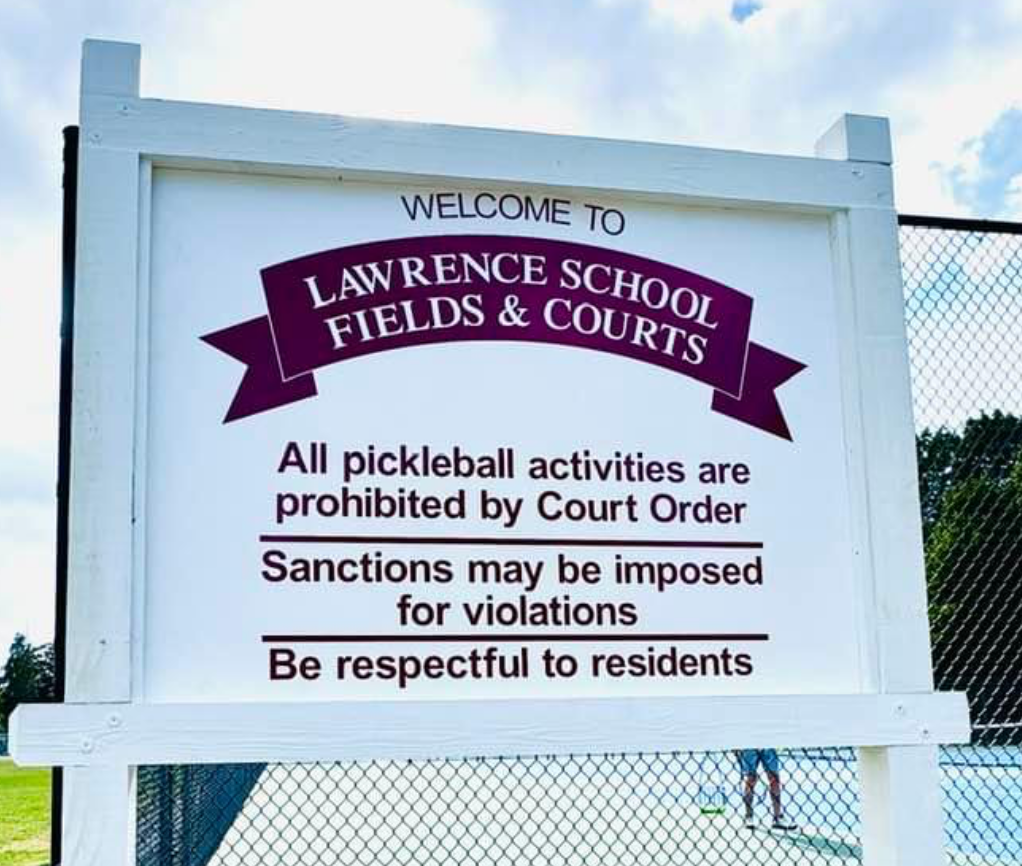 WELCOME TO
LAWRENCE SCHOOL
FIELDS & COURTS
All pickleball activities are
prohibited by Court Order
Sanctions may be imposed
for violations
Be respectful to residents